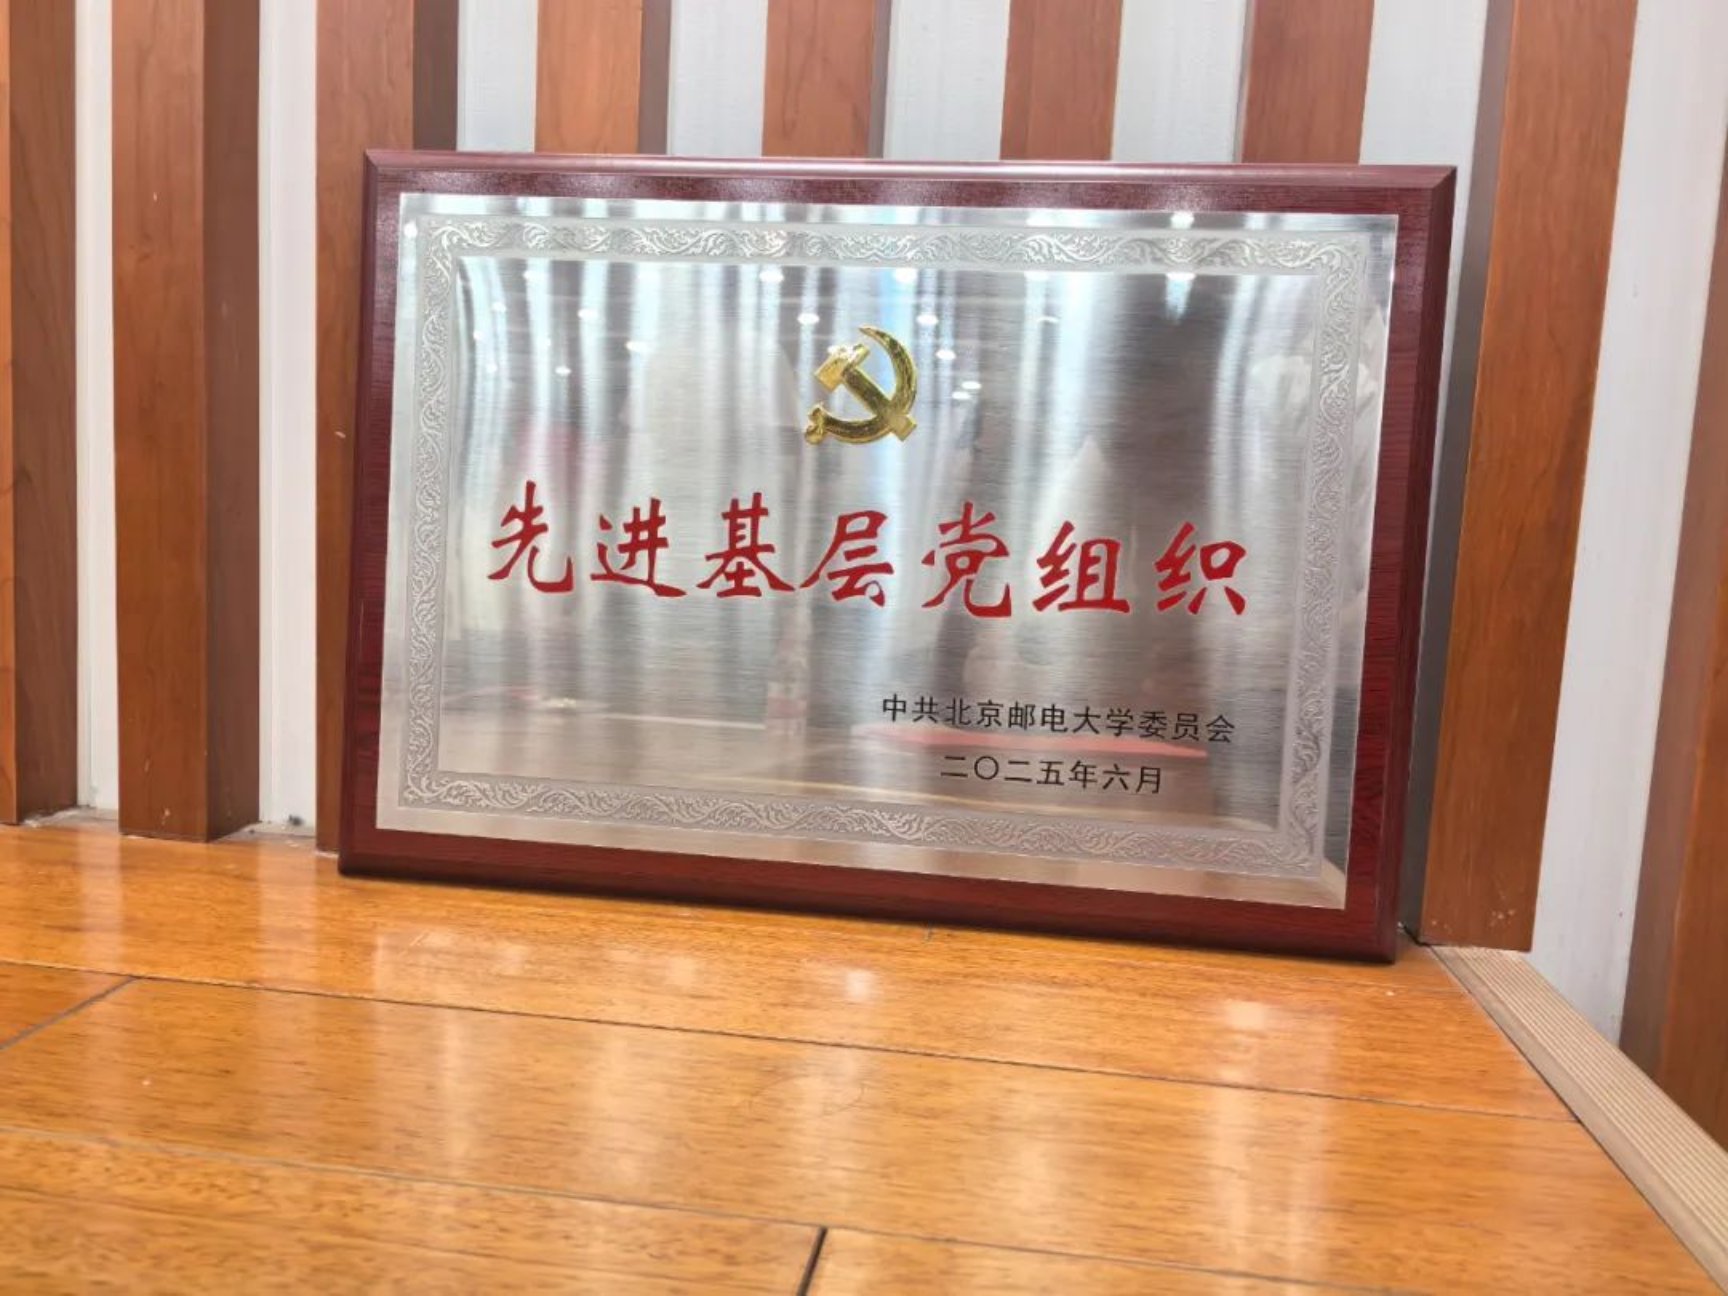 先进基层党组织
中共北京邮电大学委员会
二〇二五年六月